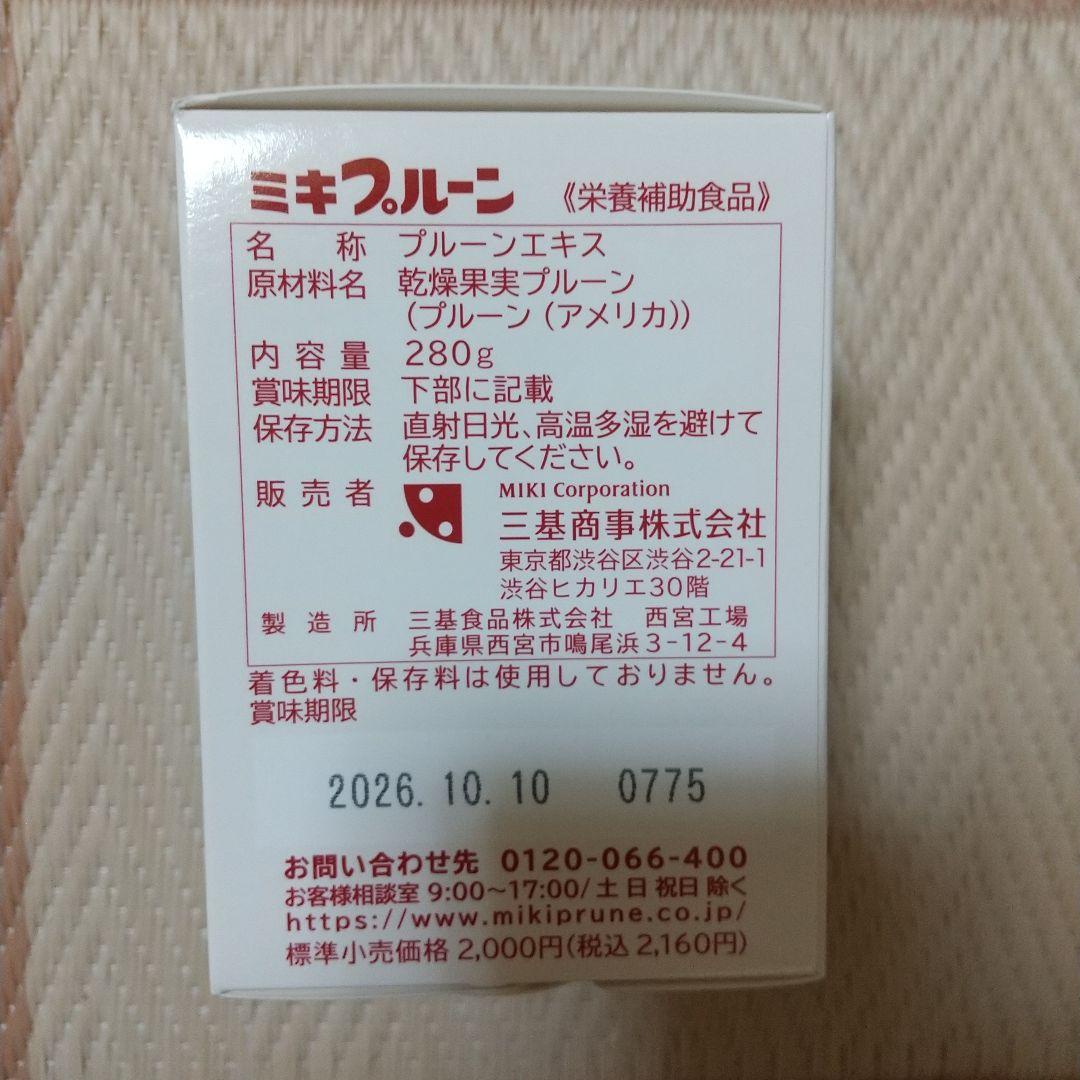 ミキプルーン 《栄養補助食品》
名称 プルーンエキス
原材料名 乾燥果実プルーン
(プルーン(アメリカ))
内容量 280g
賞味期限 下部に記載
保存方法 直射日光、高温多湿を避けて
保存してください。
販売者 MIKI Corporation
三基商事株式会社
東京都渋谷区渋谷2-21-1
渋谷ヒカリエ30階
製造所 三基食品株式会社 西宮工場
兵庫県西宮市鳴尾浜3-12-4
着色料・保存料は使用しておりません。
賞味期限
2026.10.10 0775
お問い合わせ先 0120-066-400
お客様相談室 9:00~17:00/土 日 祝日 除く
https://www.mikiprune.co.jp/
標準小売価格 2,000円(税込 2,160円)